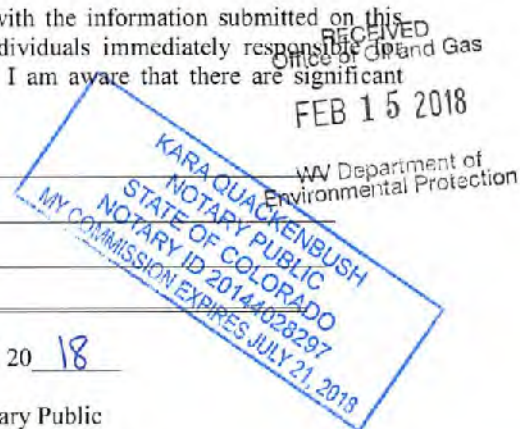 with the information submitted on this
dividuals immediately responsible for
I am aware that there are significant
RECEIVED
Office of Oil and Gas
FEB 15 2018
WV Department of
Environmental Protection
KARA QUACKENBUSH
NOTARY PUBLIC
STATE OF COLORADO
NOTARY ID 20144028297
MY COMMISSION EXPIRES JULY 21, 2018
20 18
ary Public